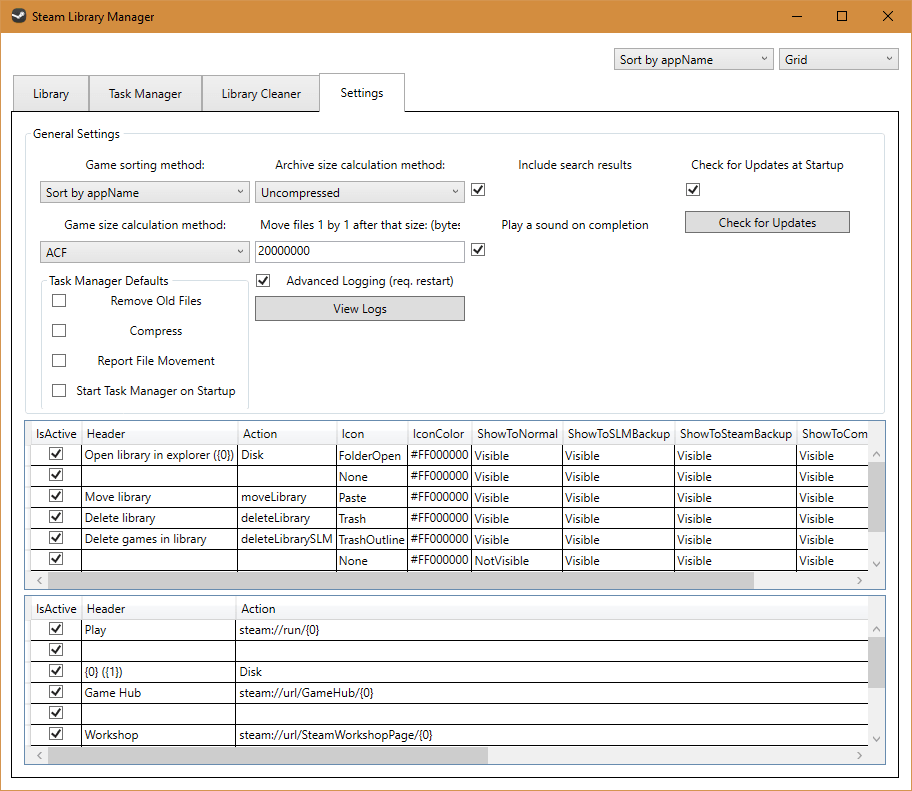 Steam Library Manager
Sort by appName Grid
Library Task Manager Library Cleaner Settings
General Settings
Game sorting method: Archive size calculation method: Include search results Check for Updates at Startup
Sort by appName Uncompressed
Game size calculation method: Move files 1 by 1 after that size: (bytes Play a sound on completion Check for Updates
ACF 20000000
Task Manager Defaults Advanced Logging (req. restart)
Remove Old Files View Logs
Compress
Report File Movement
Start Task Manager on Startup
IsActive Header Action Icon IconColor ShowToNormal ShowToSLMBackup ShowToSteamBackup ShowToCom
Open library in explorer ({0}) Disk FolderOpen #FF000000 Visible Visible Visible Visible
None #FF000000 Visible Visible Visible Visible
Move library moveLibrary Paste #FF000000 Visible Visible Visible Visible
Delete library deleteLibrary Trash #FF000000 Visible Visible Visible Visible
Delete games in library deleteLibrarySLM TrashOutline #FF000000 Visible Visible Visible Visible
None #FF000000 NotVisible Visible Visible Visible
IsActive Header Action
Play steam://run/{0}
{0} ({1}) Disk
Game Hub steam://url/GameHub/{0}
Workshop steam://url/SteamWorkshopPage/{0}